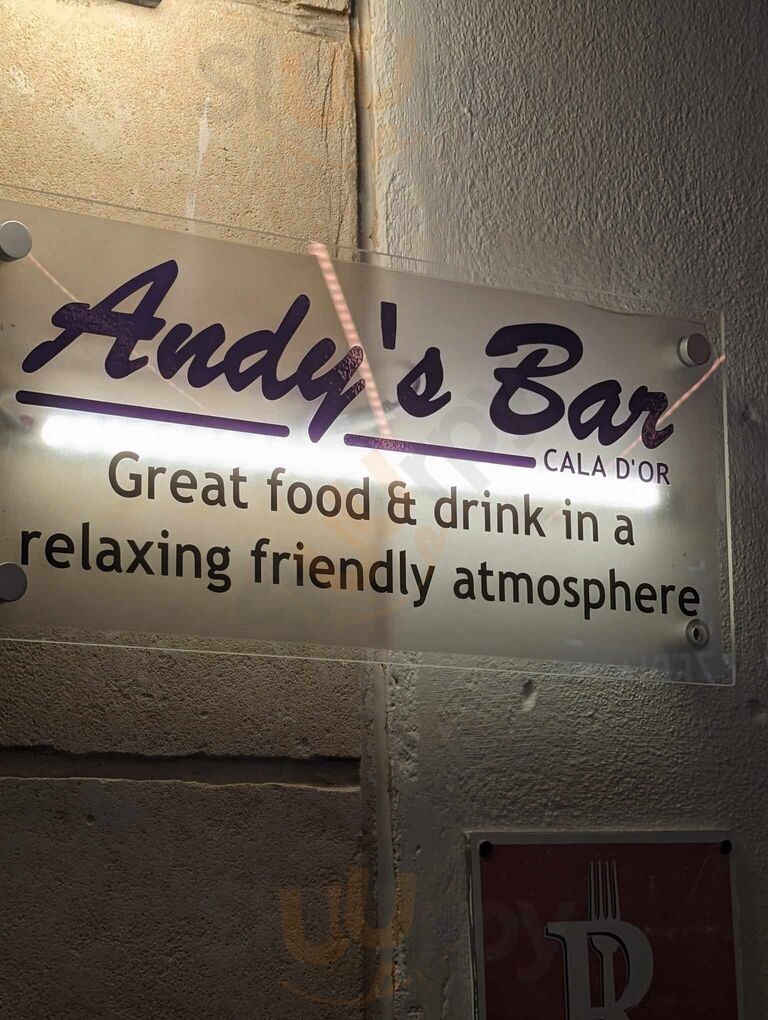 Andy's Bar
CALA D'OR
Great food & drink in a
relaxing friendly atmosphere
R